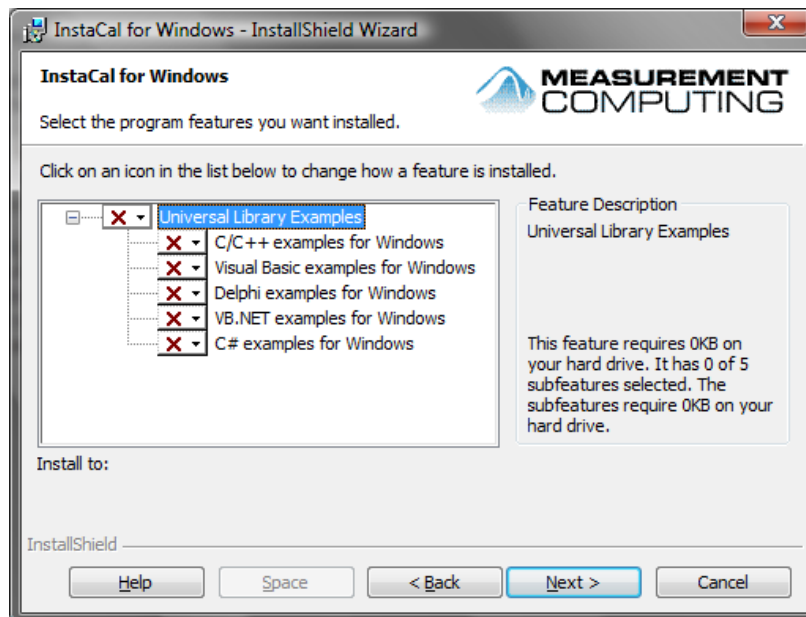 InstaCal for Windows - InstallShield Wizard
InstaCal for Windows
MEASUREMENT
COMPUTING
Select the program features you want installed.
Click on an icon in the list below to change how a feature is installed.
Universal Library Examples
C/C++ examples for Windows
Visual Basic examples for Windows
Delphi examples for Windows
VB.NET examples for Windows
C# examples for Windows
Feature Description
Universal Library Examples
This feature requires 0KB on
your hard drive. It has 0 of 5
subfeatures selected. The
subfeatures require 0KB on your
hard drive.
Install to:
InstallShield
Help
Space
< Back
Next >
Cancel